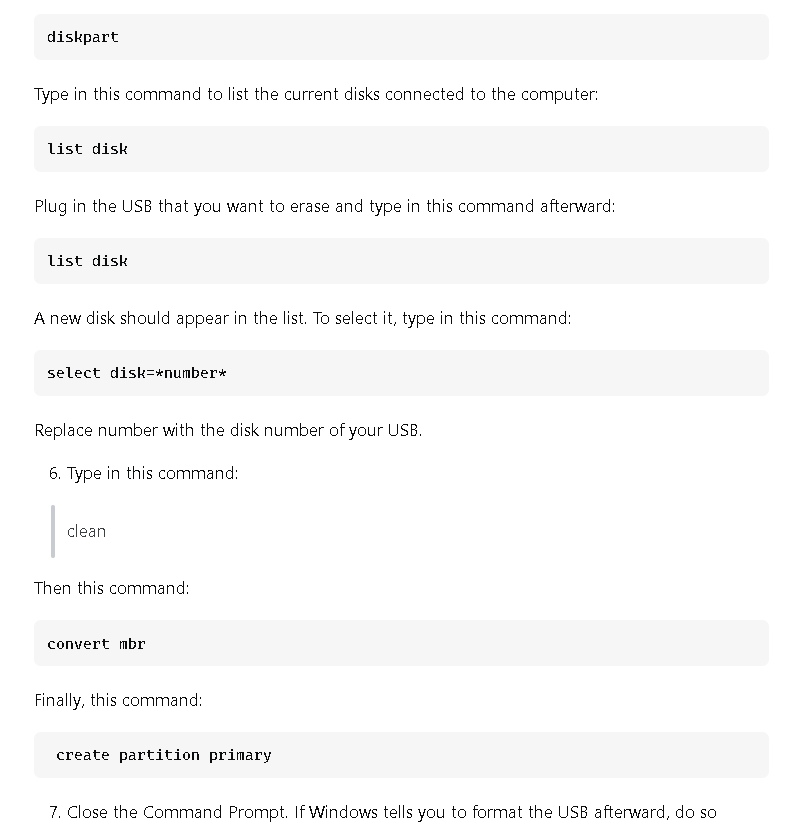 diskpart
Type in this command to list the current disks connected to the computer:
list disk
Plug in the USB that you want to erase and type in this command afterward:
list disk
A new disk should appear in the list. To select it, type in this command:
select disk=*number*
Replace number with the disk number of your USB.
6. Type in this command:
clean
Then this command:
convert mbr
Finally, this command:
create partition primary
7. Close the Command Prompt. If Windows tells you to format the USB afterward, do so